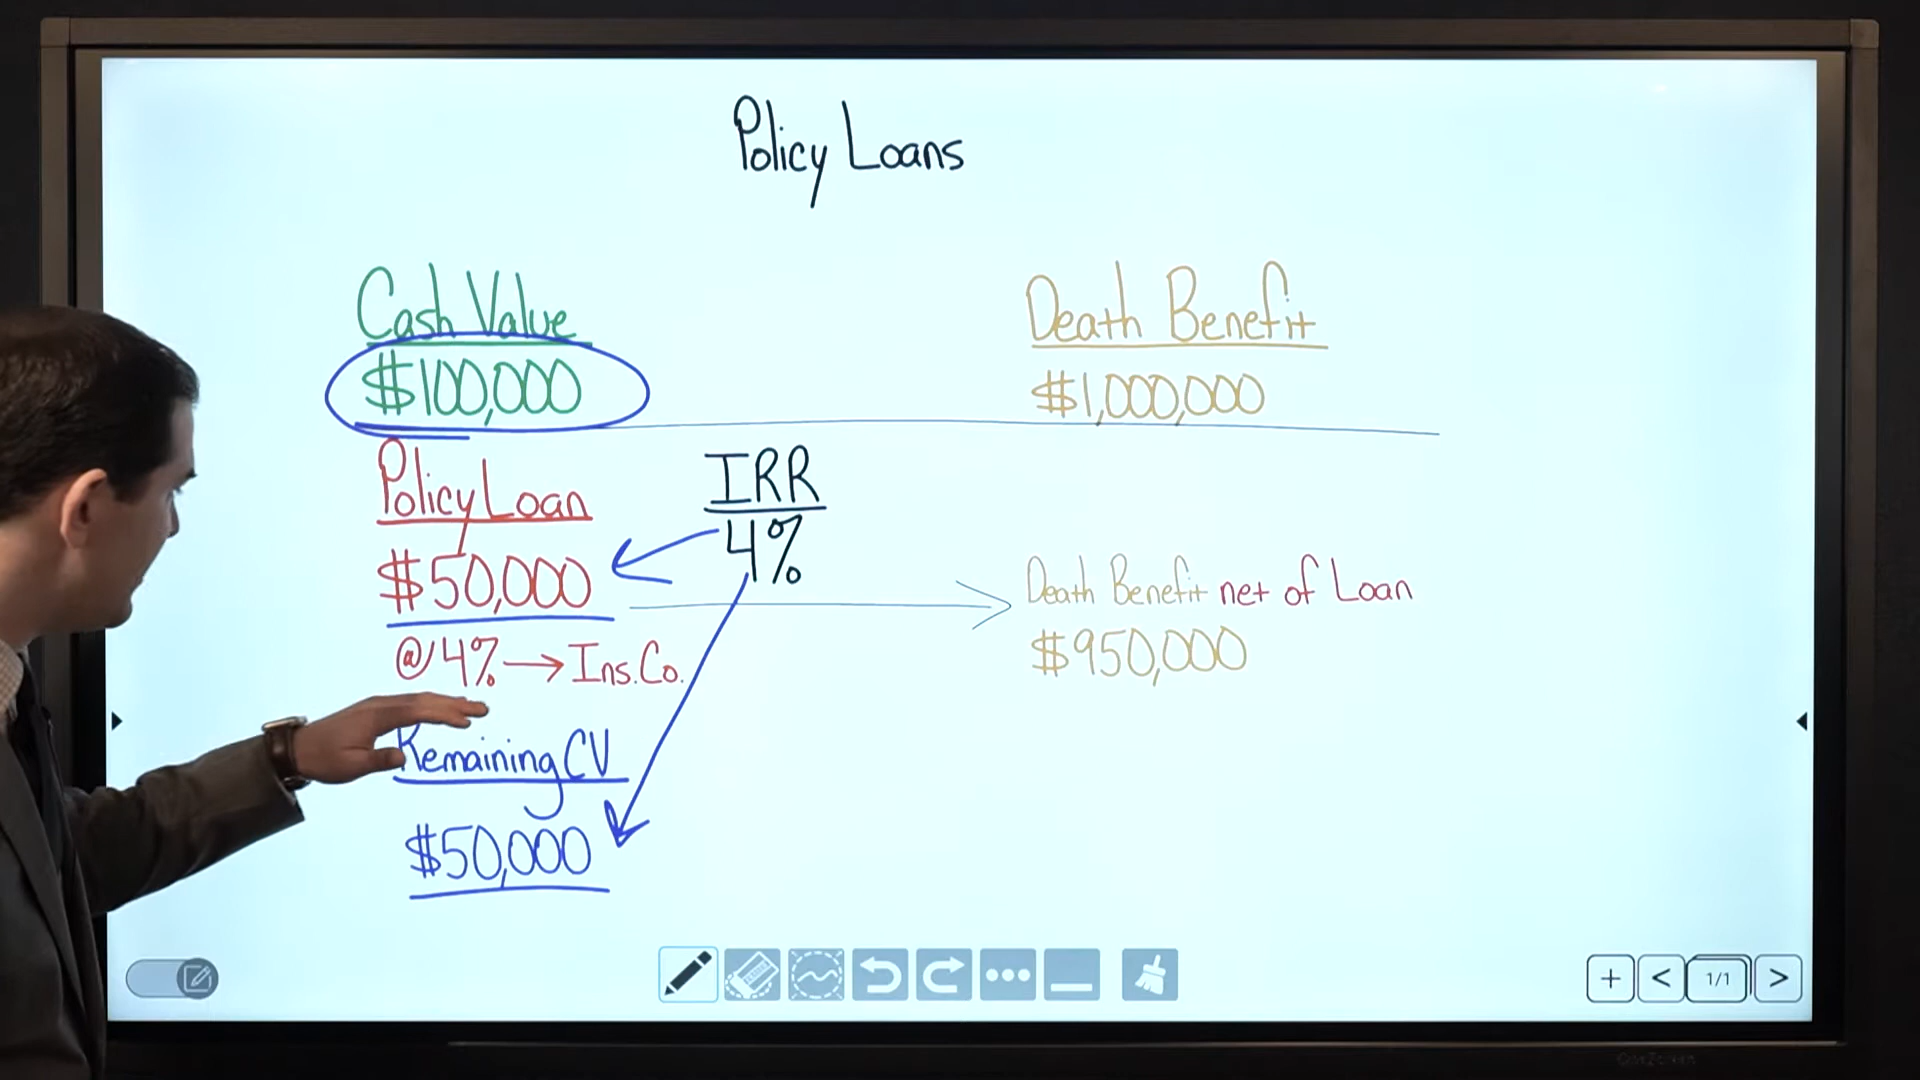 Policy Loans
Cash Value
$100,000
Death Benefit
$1,000,000
Policy Loan
$50,000
@ 4% → Ins. Co.
IRR
4%
Death Benefit net of Loan
$950,000
Remaining CV
$50,000
1/1